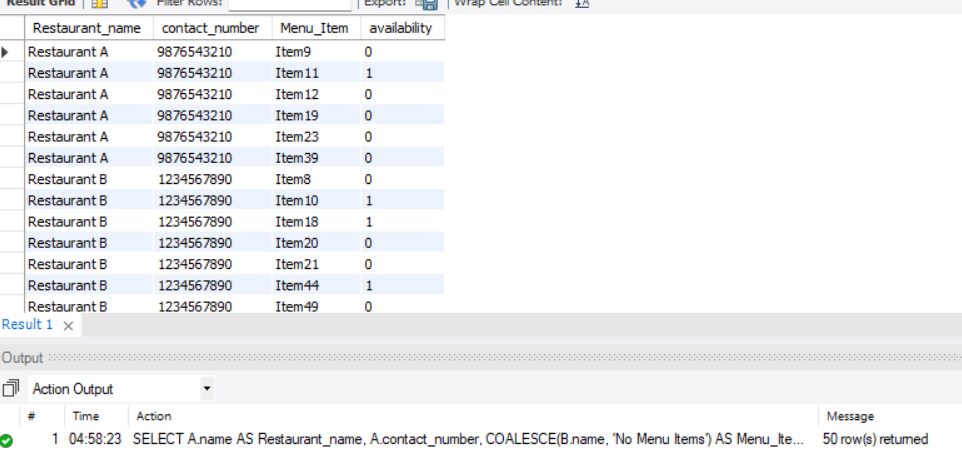 Result Grid Filter Rows: Export: Wrap Cell Content: IA
Restaurant_name contact_number Menu_Item availability
Restaurant A 9876543210 Item9 0
Restaurant A 9876543210 Item11 1
Restaurant A 9876543210 Item12 0
Restaurant A 9876543210 Item19 0
Restaurant A 9876543210 Item23 0
Restaurant A 9876543210 Item39 0
Restaurant B 1234567890 Item8 0
Restaurant B 1234567890 Item10 1
Restaurant B 1234567890 Item18 1
Restaurant B 1234567890 Item20 0
Restaurant B 1234567890 Item21 0
Restaurant B 1234567890 Item44 1
Restaurant B 1234567890 Item49 0
Result 1
Output
Action Output
# Time Action Message
1 04:58:23 SELECT A.name AS Restaurant_name, A.contact_number, COALESCE(B.name, 'No Menu Items') AS Menu_Ite... 50 row(s) returned